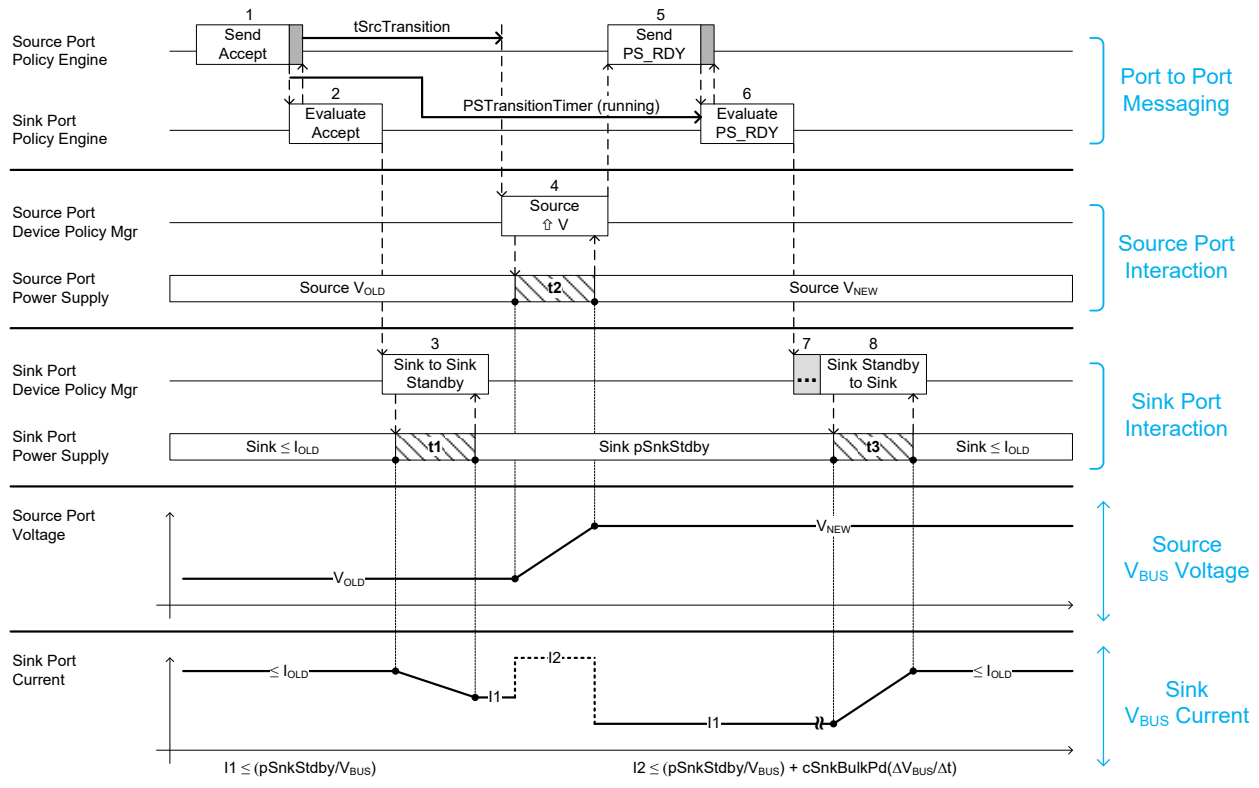 1
Send
Accept
tSrcTransition
5
Send
PS_RDY
Source Port
Policy Engine
Port to Port
Messaging
2
Evaluate
Accept
PSTransitionTimer (running)
6
Evaluate
PS_RDY
Sink Port
Policy Engine
4
Source
⇧ V
Source Port
Device Policy Mgr
Source Port
Interaction
Source Port
Power Supply
Source VOLD
t2
Source VNEW
3
Sink to Sink
Standby
7
...
8
Sink Standby
to Sink
Sink Port
Device Policy Mgr
Sink Port
Interaction
Sink Port
Power Supply
Sink ≤ IOLD
t1
Sink pSnkStdby
t3
Sink ≤ IOLD
Source Port
Voltage
VOLD
VNEW
Source
VBUS Voltage
Sink Port
Current
≤ IOLD
I1
I2
I1
≤ IOLD
Sink
VBUS Current
I1 ≤ (pSnkStdby/VBUS)
I2 ≤ (pSnkStdby/VBUS) + cSnkBulkPd(ΔVBUS/Δt)